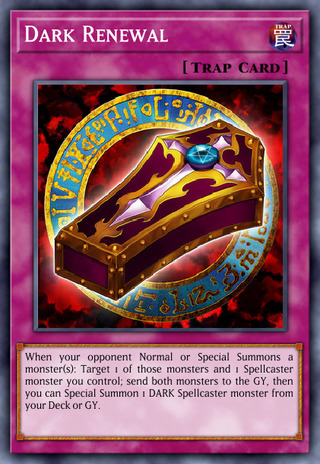 Dark Renewal
TRAP
罠
[Trap Card]
When your opponent Normal or Special Summons a
monster(s): Target 1 of those monsters and 1 Spellcaster
monster you control; send both monsters to the GY, then
you can Special Summon 1 DARK Spellcaster monster from
your Deck or GY.